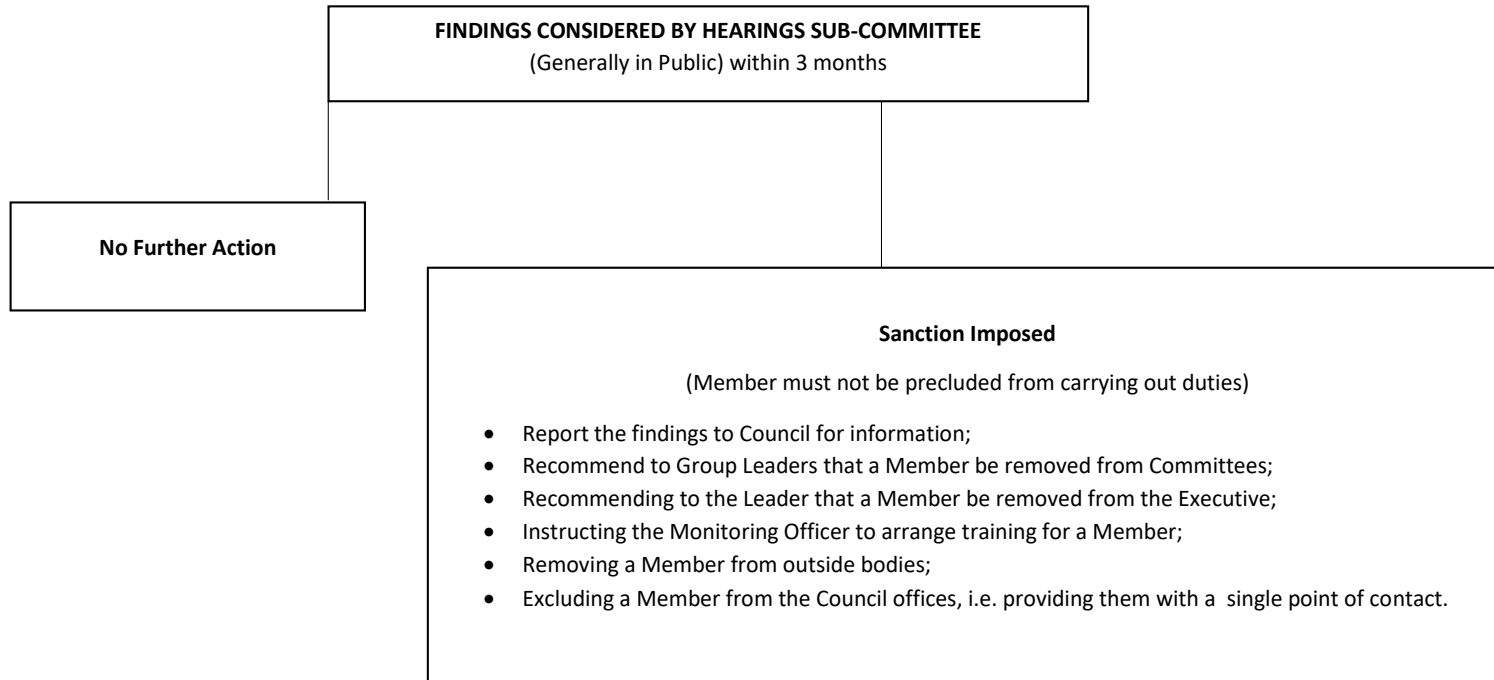 FINDINGS CONSIDERED BY HEARINGS SUB-COMMITTEE
(Generally in Public) within 3 months
No Further Action
Sanction Imposed
(Member must not be precluded from carrying out duties)
• Report the findings to Council for information;
• Recommend to Group Leaders that a Member be removed from Committees;
• Recommending to the Leader that a Member be removed from the Executive;
• Instructing the Monitoring Officer to arrange training for a Member;
• Removing a Member from outside bodies;
• Excluding a Member from the Council offices, i.e. providing them with a single point of contact.